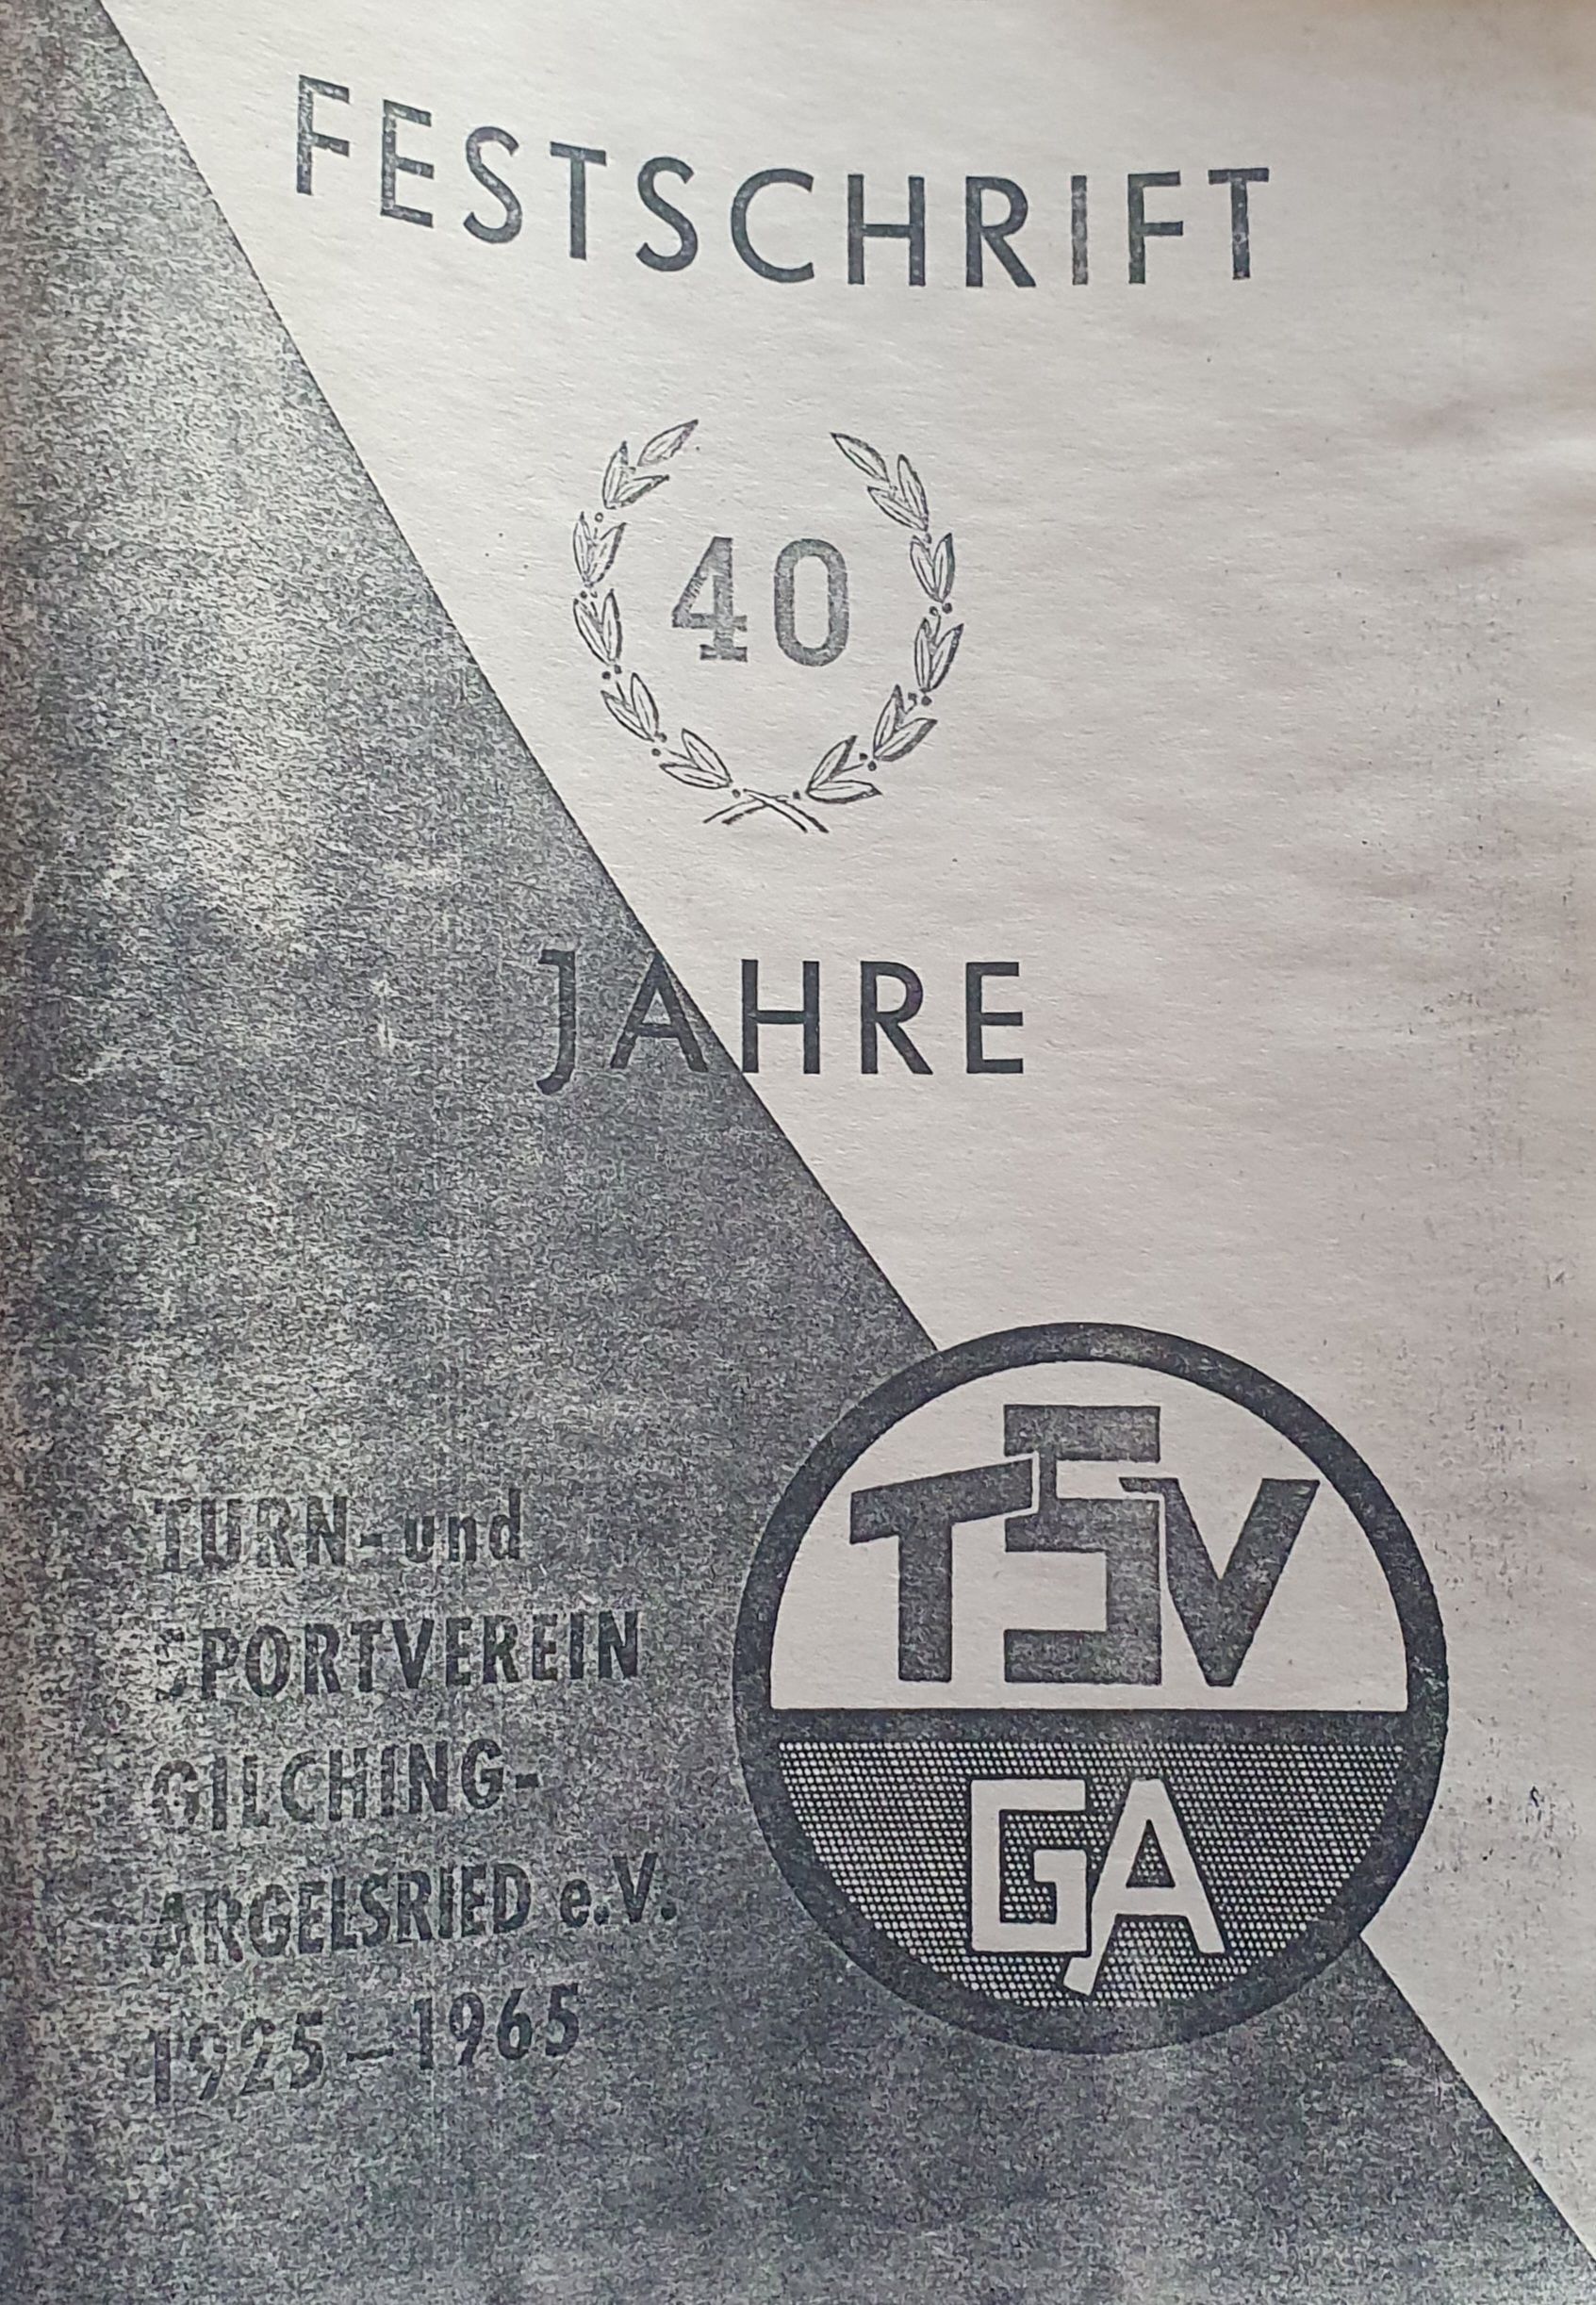 FESTSCHRIFT
40
JAHRE
TSV
GA
TURN- und
SPORTVEREIN
GILCHING-
ARGELSRIED e.V.
1925–1965